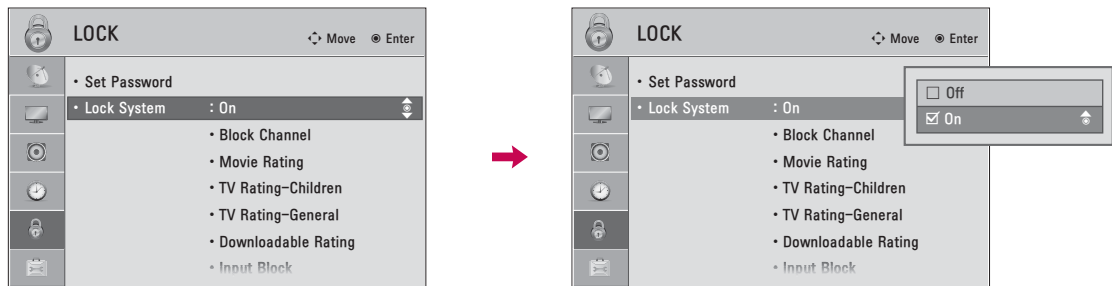 LOCK
Move Enter
• Set Password
• Lock System : On
• Block Channel
• Movie Rating
• TV Rating-Children
• TV Rating-General
• Downloadable Rating
• Input Block
LOCK
Move Enter
• Set Password
• Lock System : On
• Block Channel
• Movie Rating
• TV Rating-Children
• TV Rating-General
• Downloadable Rating
• Input Block
☐ Off
☑ On